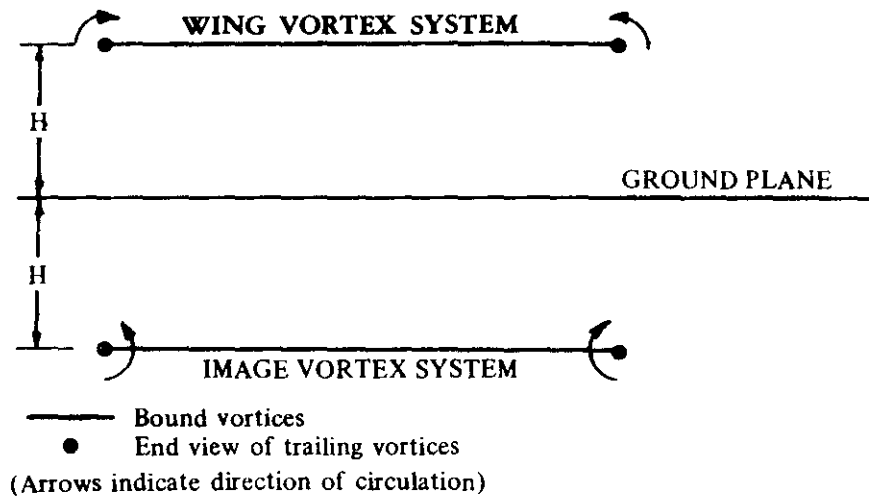 WING VORTEX SYSTEM
H
GROUND PLANE
H
IMAGE VORTEX SYSTEM
Bound vortices
End view of trailing vortices
(Arrows indicate direction of circulation)